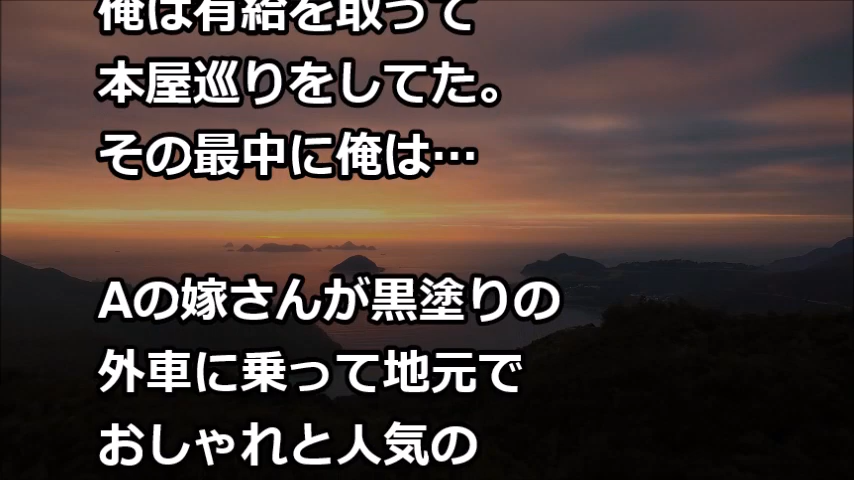 俺は有給を取って
本屋巡りをしてた。
その最中に俺は…
Aの嫁さんが黒塗りの
外車に乗って地元で
おしゃれと人気の